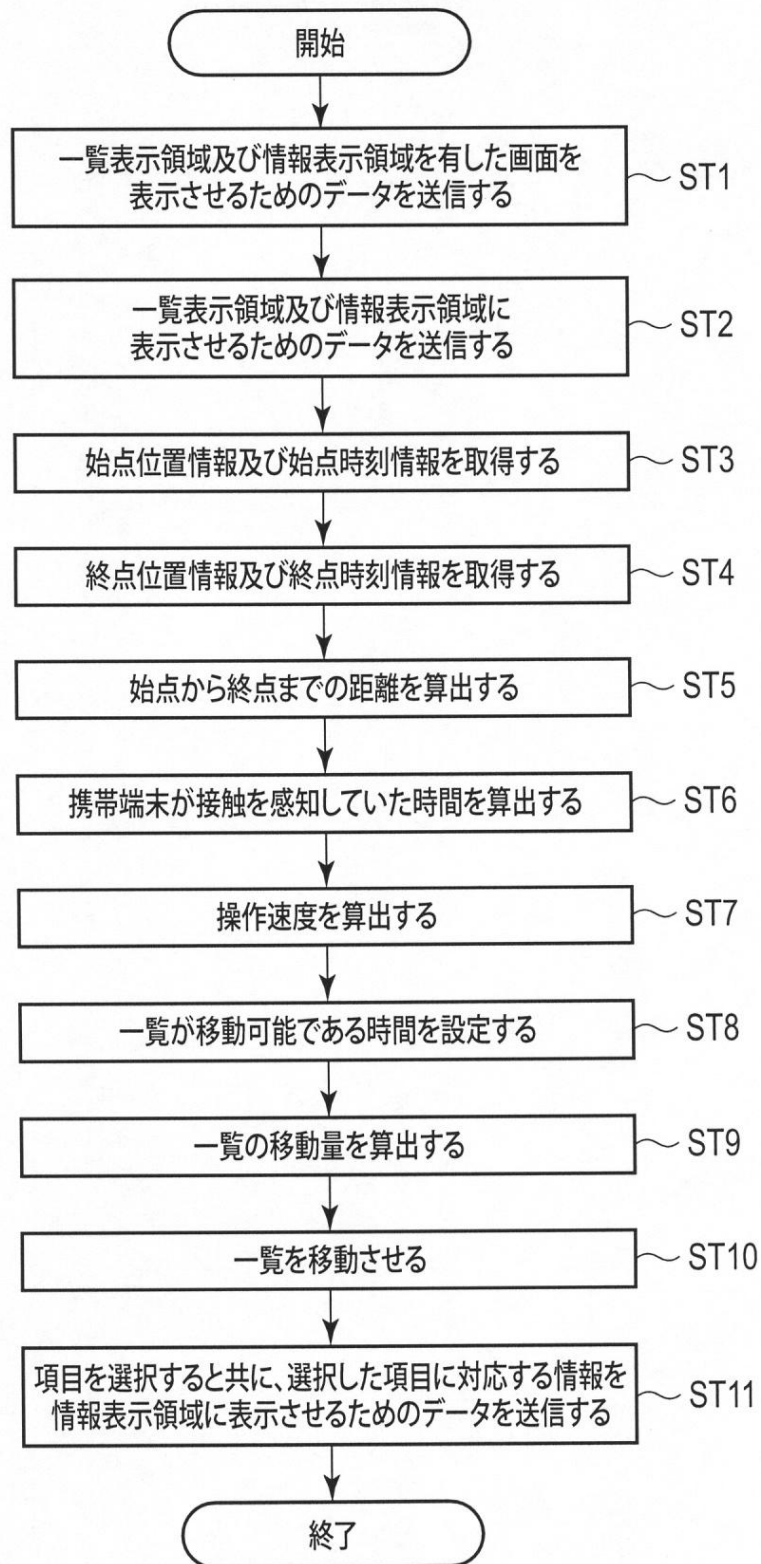 開始
一覧表示領域及び情報表示領域を有した画面を
表示させるためのデータを送信する
ST1
一覧表示領域及び情報表示領域に
表示させるためのデータを送信する
ST2
始点位置情報及び始点時刻情報を取得する
ST3
終点位置情報及び終点時刻情報を取得する
ST4
始点から終点までの距離を算出する
ST5
携帯端末が接触を感知していた時間を算出する
ST6
操作速度を算出する
ST7
一覧が移動可能である時間を設定する
ST8
一覧の移動量を算出する
ST9
一覧を移動させる
ST10
項目を選択すると共に、選択した項目に対応する情報を
情報表示領域に表示させるためのデータを送信する
ST11
終了